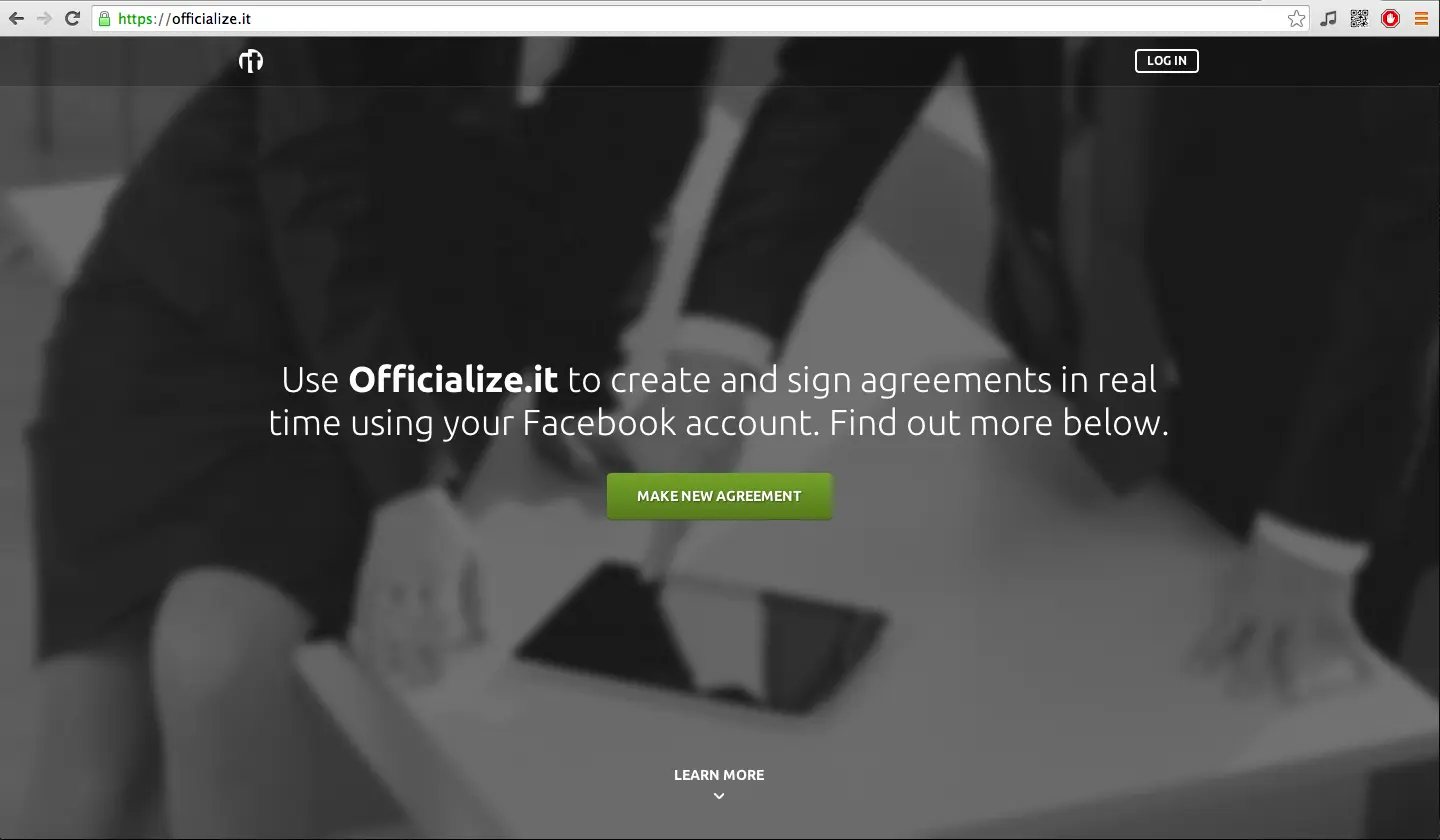 https://officialize.it
LOG IN
Use Officialize.it to create and sign agreements in real
time using your Facebook account. Find out more below.
MAKE NEW AGREEMENT
LEARN MORE